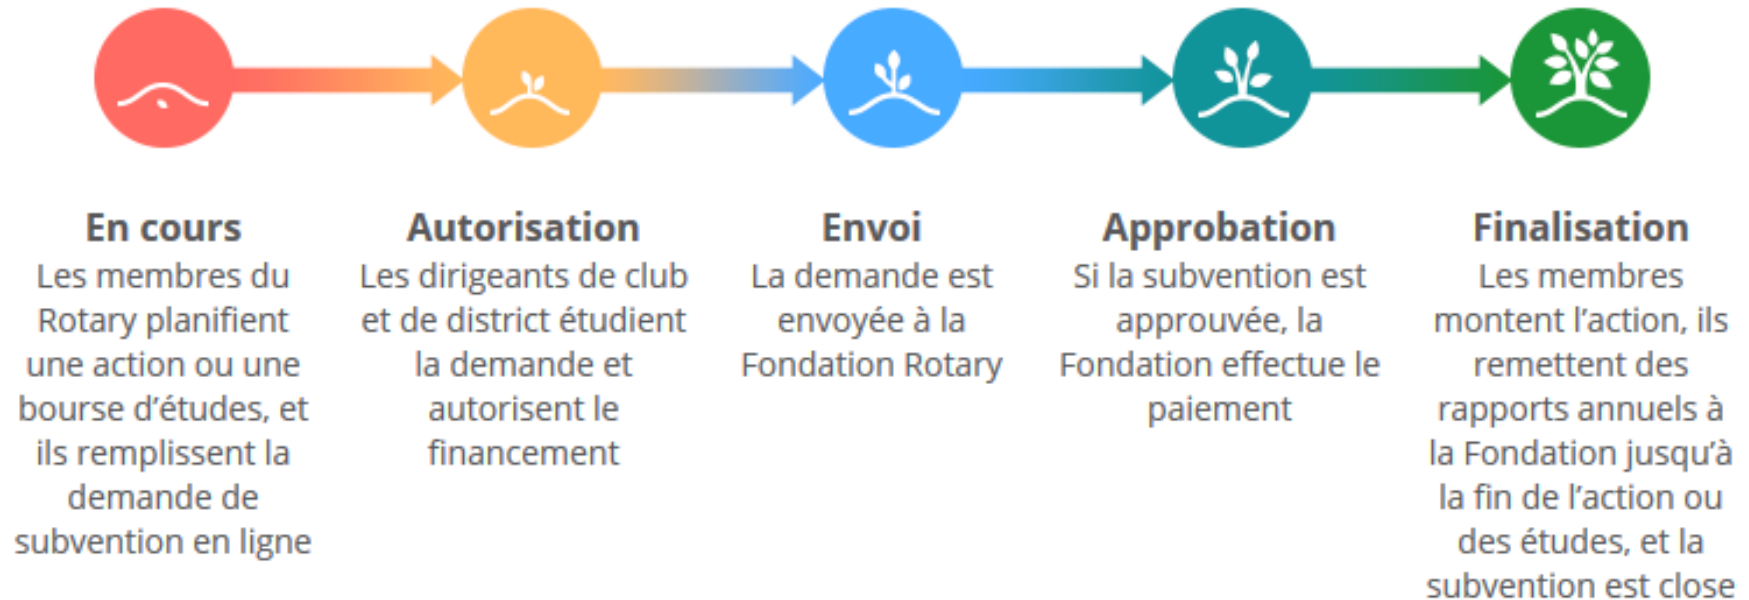 En cours
Les membres du
Rotary planifient
une action ou une
bourse d’études, et
ils remplissent la
demande de
subvention en ligne
Autorisation
Les dirigeants de club
et de district étudient
la demande et
autorisent le
financement
Envoi
La demande est
envoyée à la
Fondation Rotary
Approbation
Si la subvention est
approuvée, la
Fondation effectue le
paiement
Finalisation
Les membres
montent l’action, ils
remettent des
rapports annuels à
la Fondation jusqu’à
la fin de l’action ou
des études, et la
subvention est close